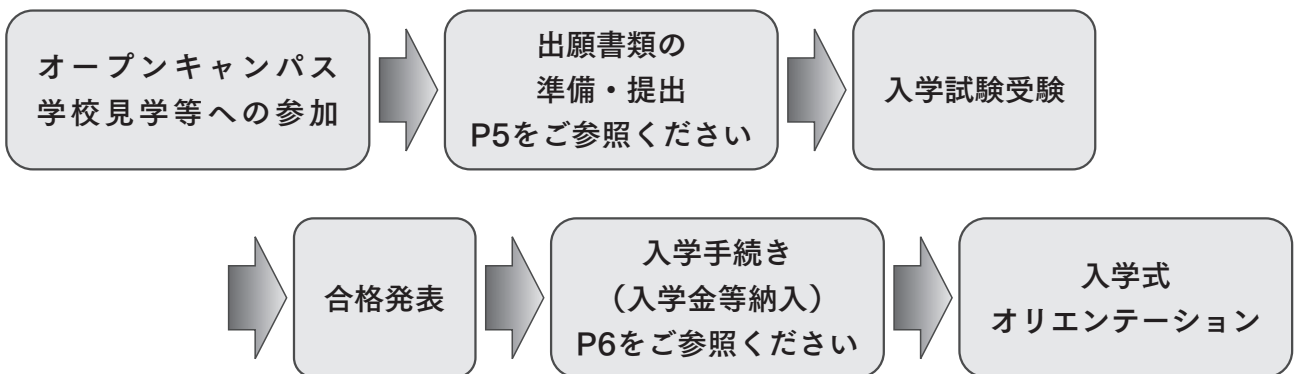 オープンキャンパス
学校見学等への参加
出願書類の
準備・提出
P5をご参照ください
入学試験受験
合格発表
入学手続き
（入学金等納入）
P6をご参照ください
入学式
オリエンテーション